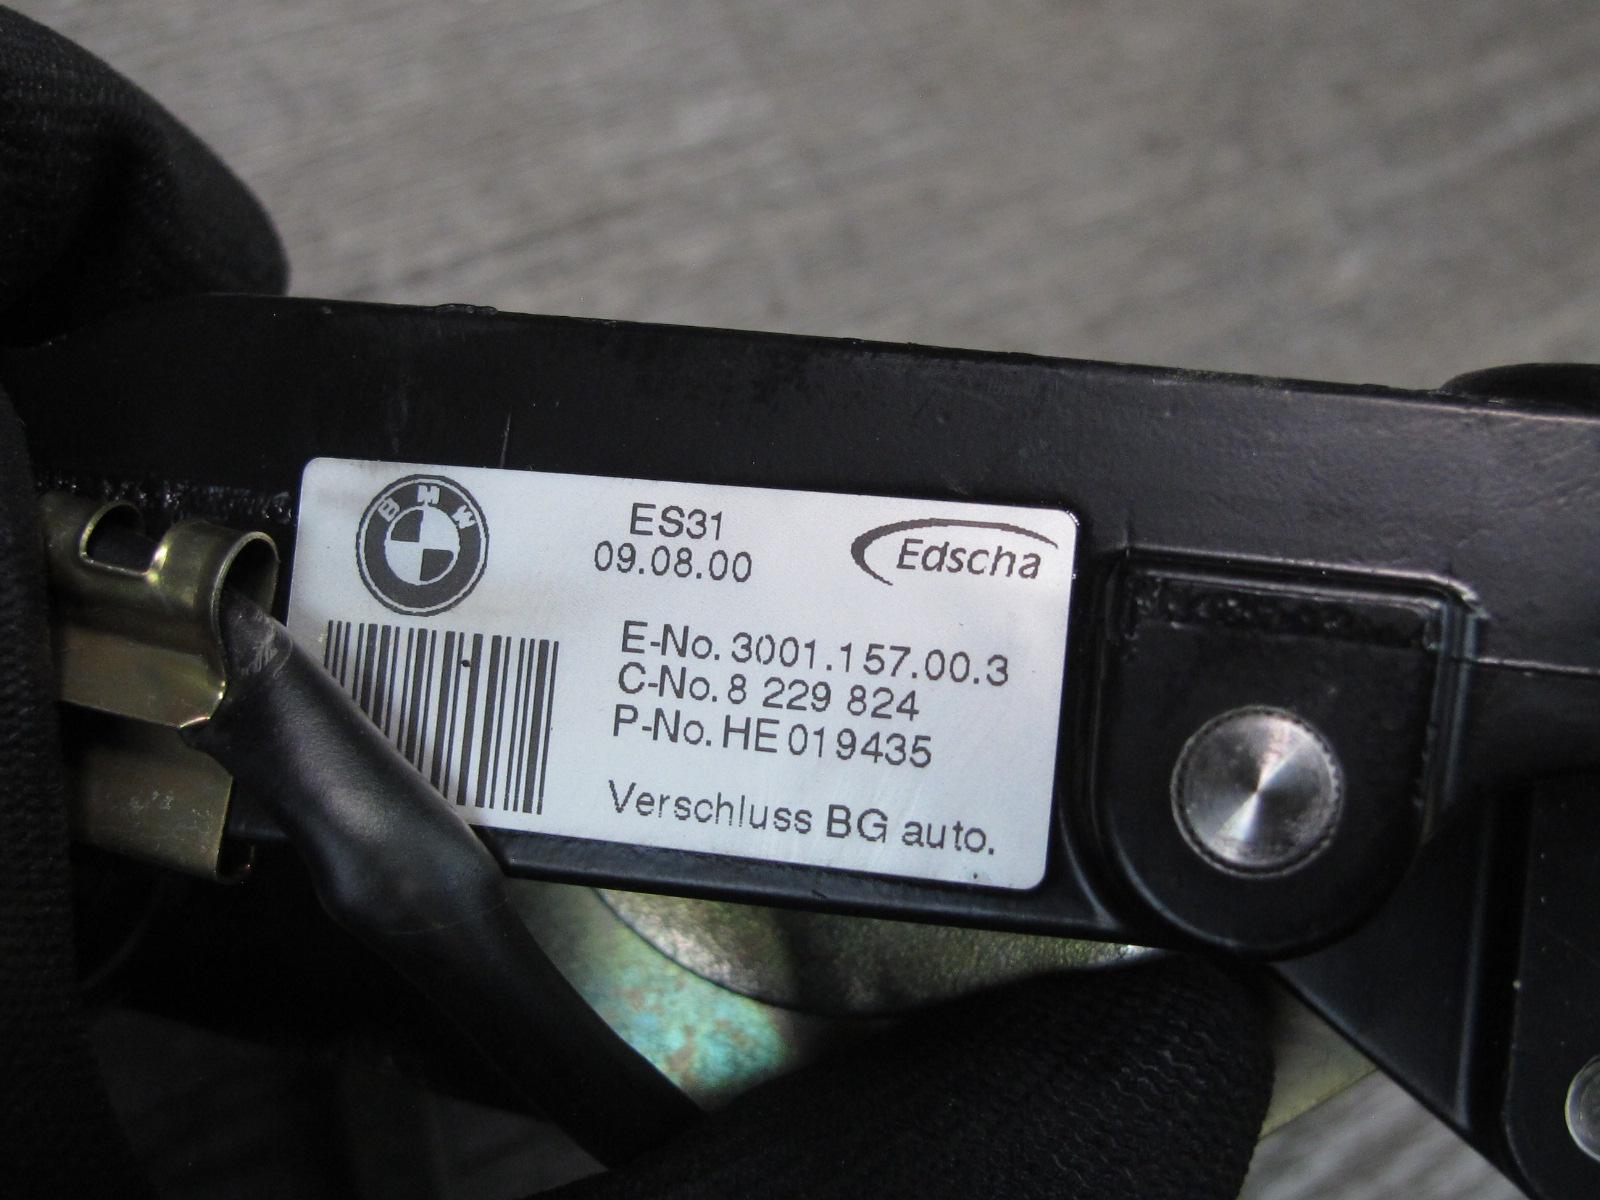 BMW
ES31
09.08.00
Edscha
E-No. 3001.157.00.3
C-No. 8 229 824
P-No. HE 019435
Verschluss BG auto.